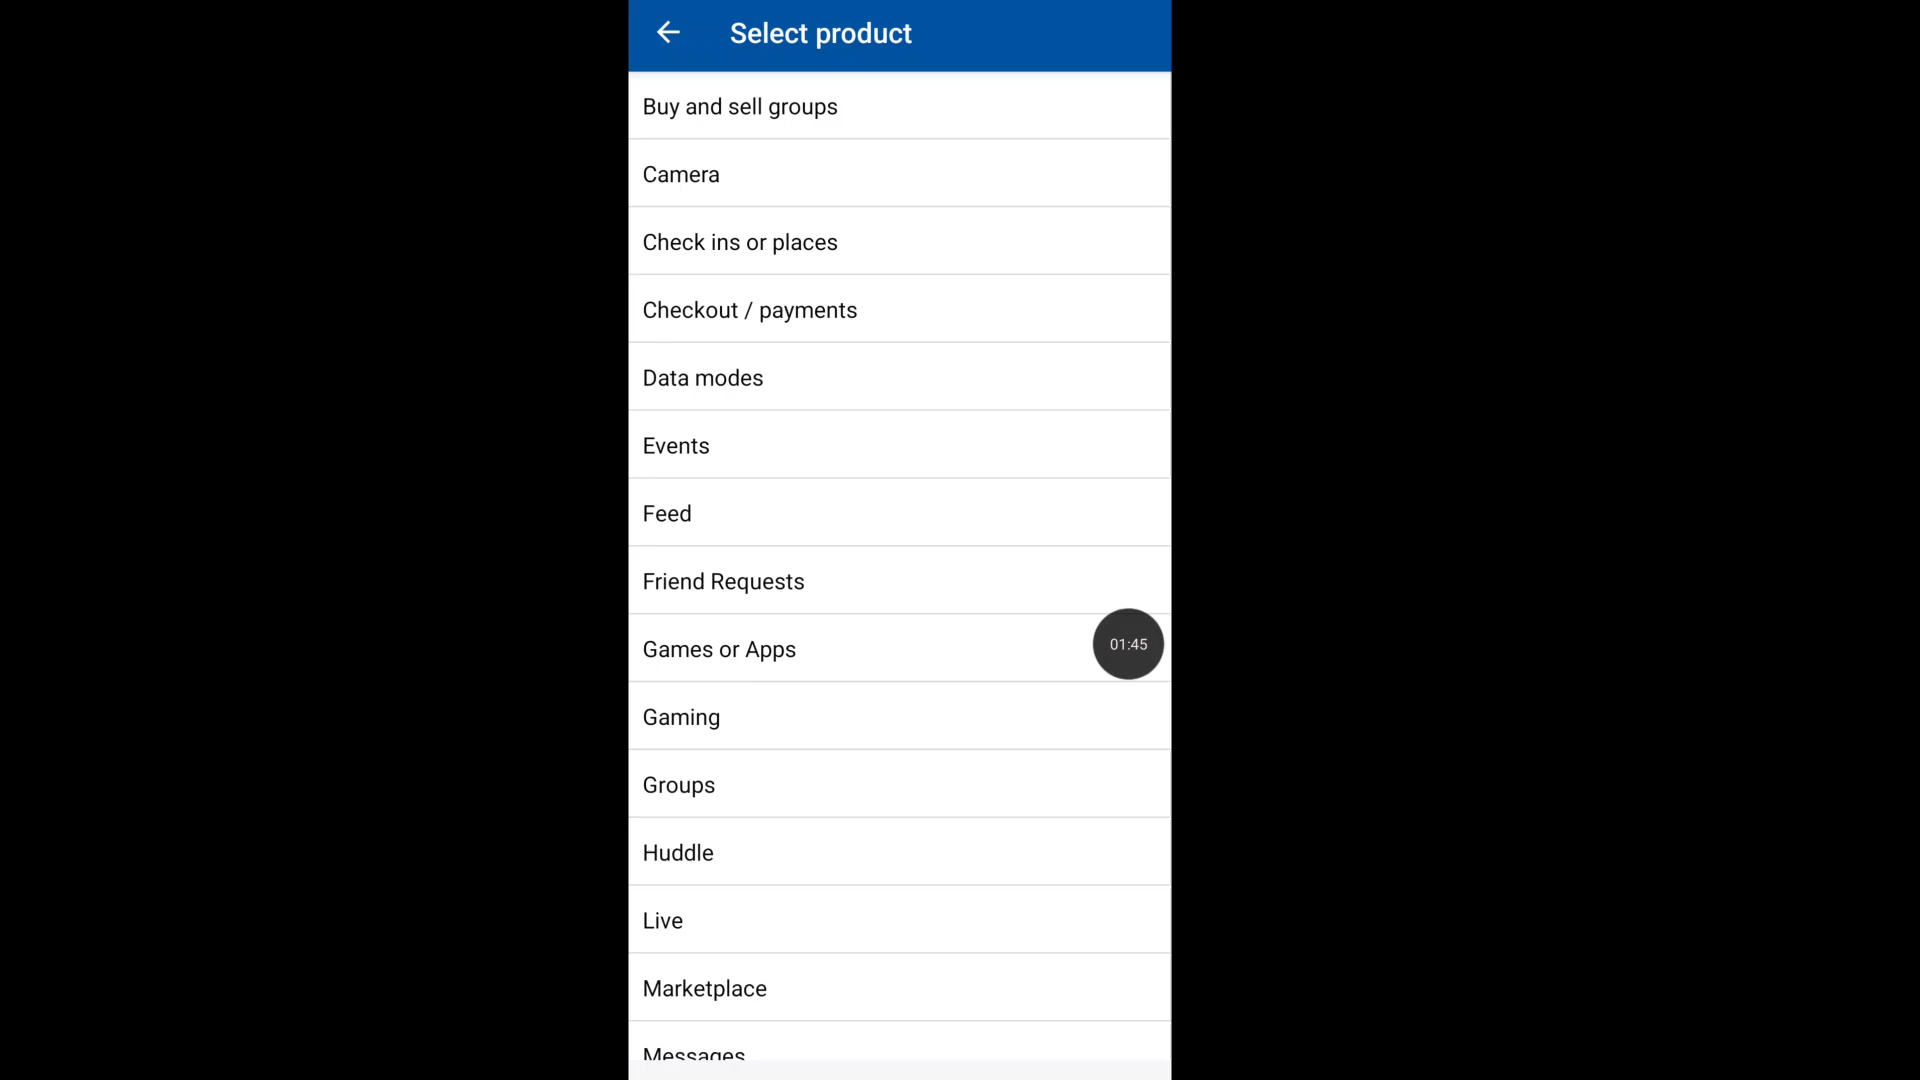 Select product
Buy and sell groups
Camera
Check ins or places
Checkout / payments
Data modes
Events
Feed
Friend Requests
Games or Apps
01:45
Gaming
Groups
Huddle
Live
Marketplace
Messages